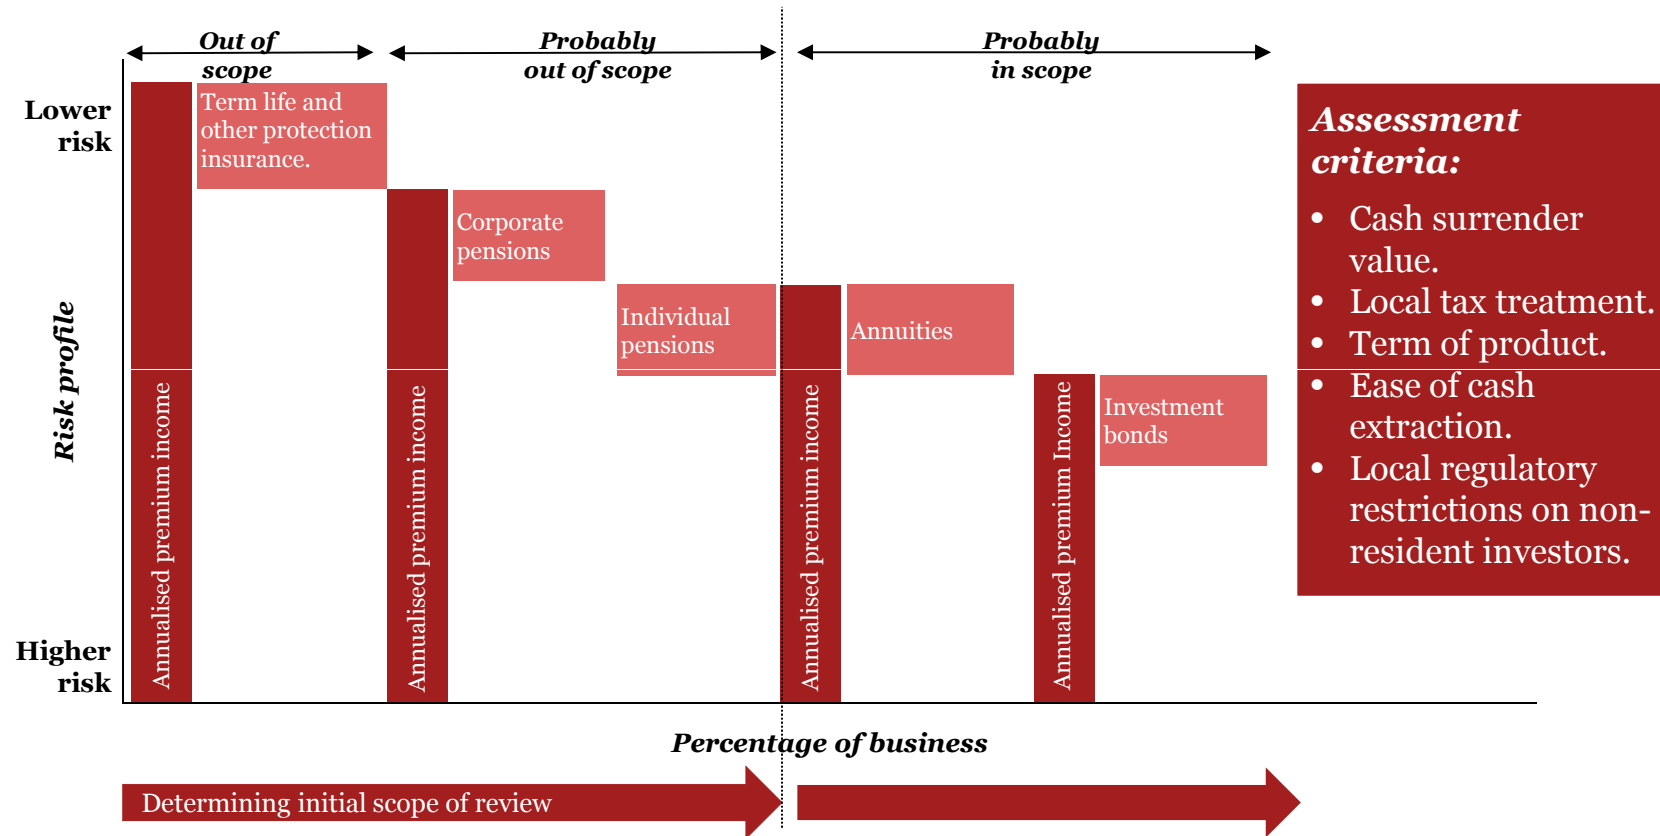 Out of
scope
Probably
out of scope
Probably
in scope
Lower
risk
Higher
risk
Risk profile
Term life and
other protection
insurance.
Corporate
pensions
Individual
pensions
Annuities
Investment
bonds
Annualised premium income
Annualised premium income
Annualised premium income
Annualised premium Income
Assessment
criteria:
• Cash surrender
value.
• Local tax treatment.
• Term of product.
• Ease of cash
extraction.
• Local regulatory
restrictions on non-
resident investors.
Percentage of business
Determining initial scope of review